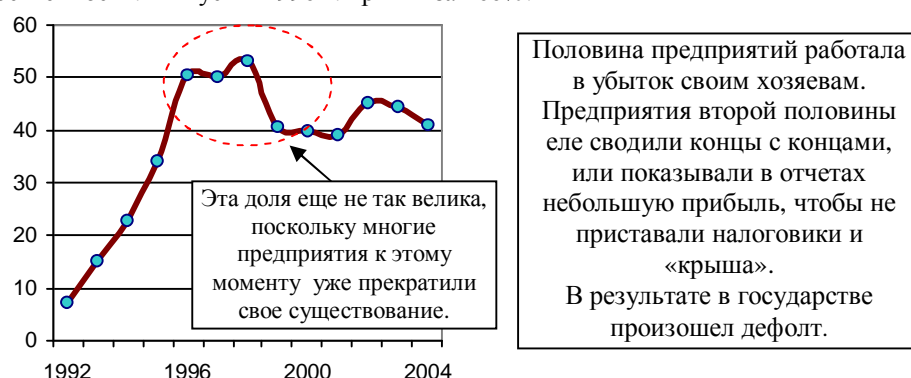 60
50
40
30
20
10
0
1992
1996
2000
2004
Эта доля еще не так велика,
поскольку многие
предприятия к этому
моменту уже прекратили
свое существование.
Половина предприятий работала
в убыток своим хозяевам.
Предприятия второй половины
еле сводили концы с концами,
или показывали в отчетах
небольшую прибыль, чтобы не
приставали налоговики и
«крыша».
В результате в государстве
произошел дефолт.